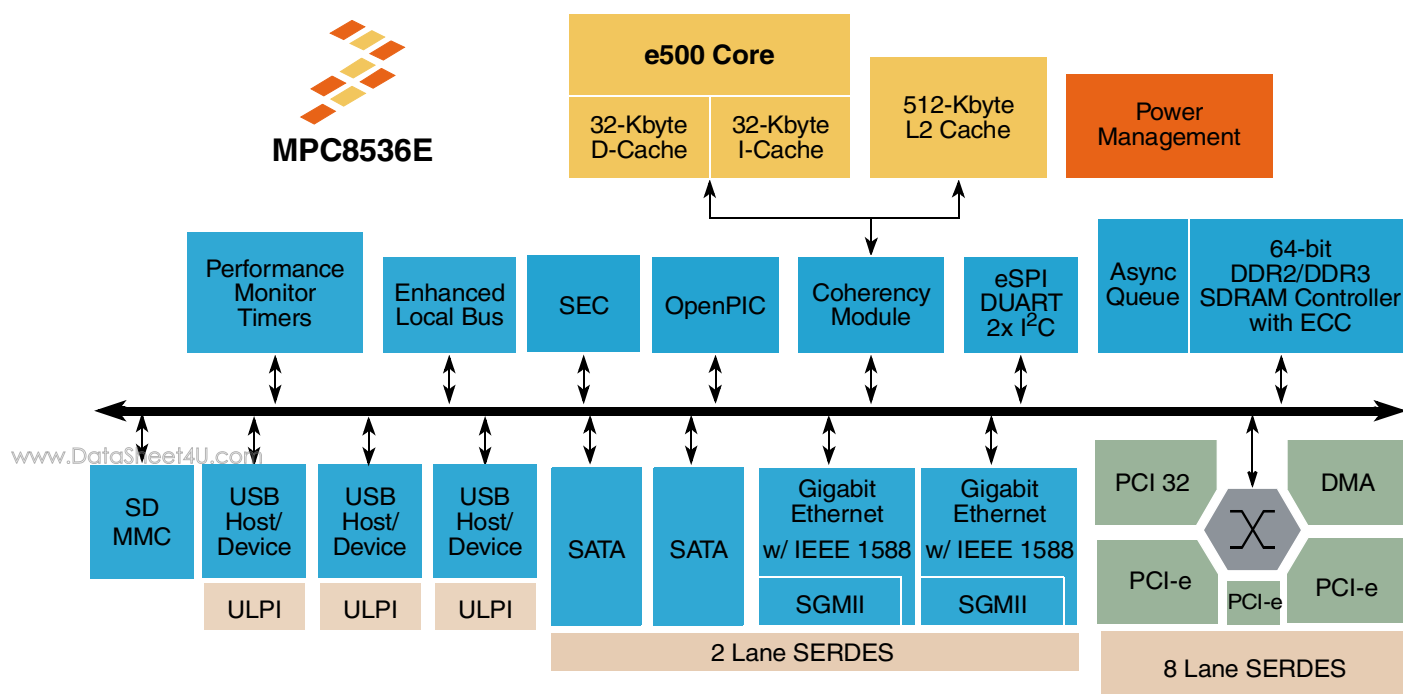 MPC8536E
e500 Core
32-Kbyte
D-Cache
32-Kbyte
I-Cache
512-Kbyte
L2 Cache
Power
Management
Performance
Monitor
Timers
Enhanced
Local Bus
SEC
OpenPIC
Coherency
Module
eSPI
DUART
2x I²C
Async
Queue
64-bit
DDR2/DDR3
SDRAM Controller
with ECC
www.DataSheet4U.com
SD
MMC
USB
Host/
Device
ULPI
USB
Host/
Device
ULPI
USB
Host/
Device
ULPI
SATA
SATA
Gigabit
Ethernet
w/ IEEE 1588
SGMII
Gigabit
Ethernet
w/ IEEE 1588
SGMII
2 Lane SERDES
PCI 32
DMA
PCI-e
PCI-e
PCI-e
8 Lane SERDES